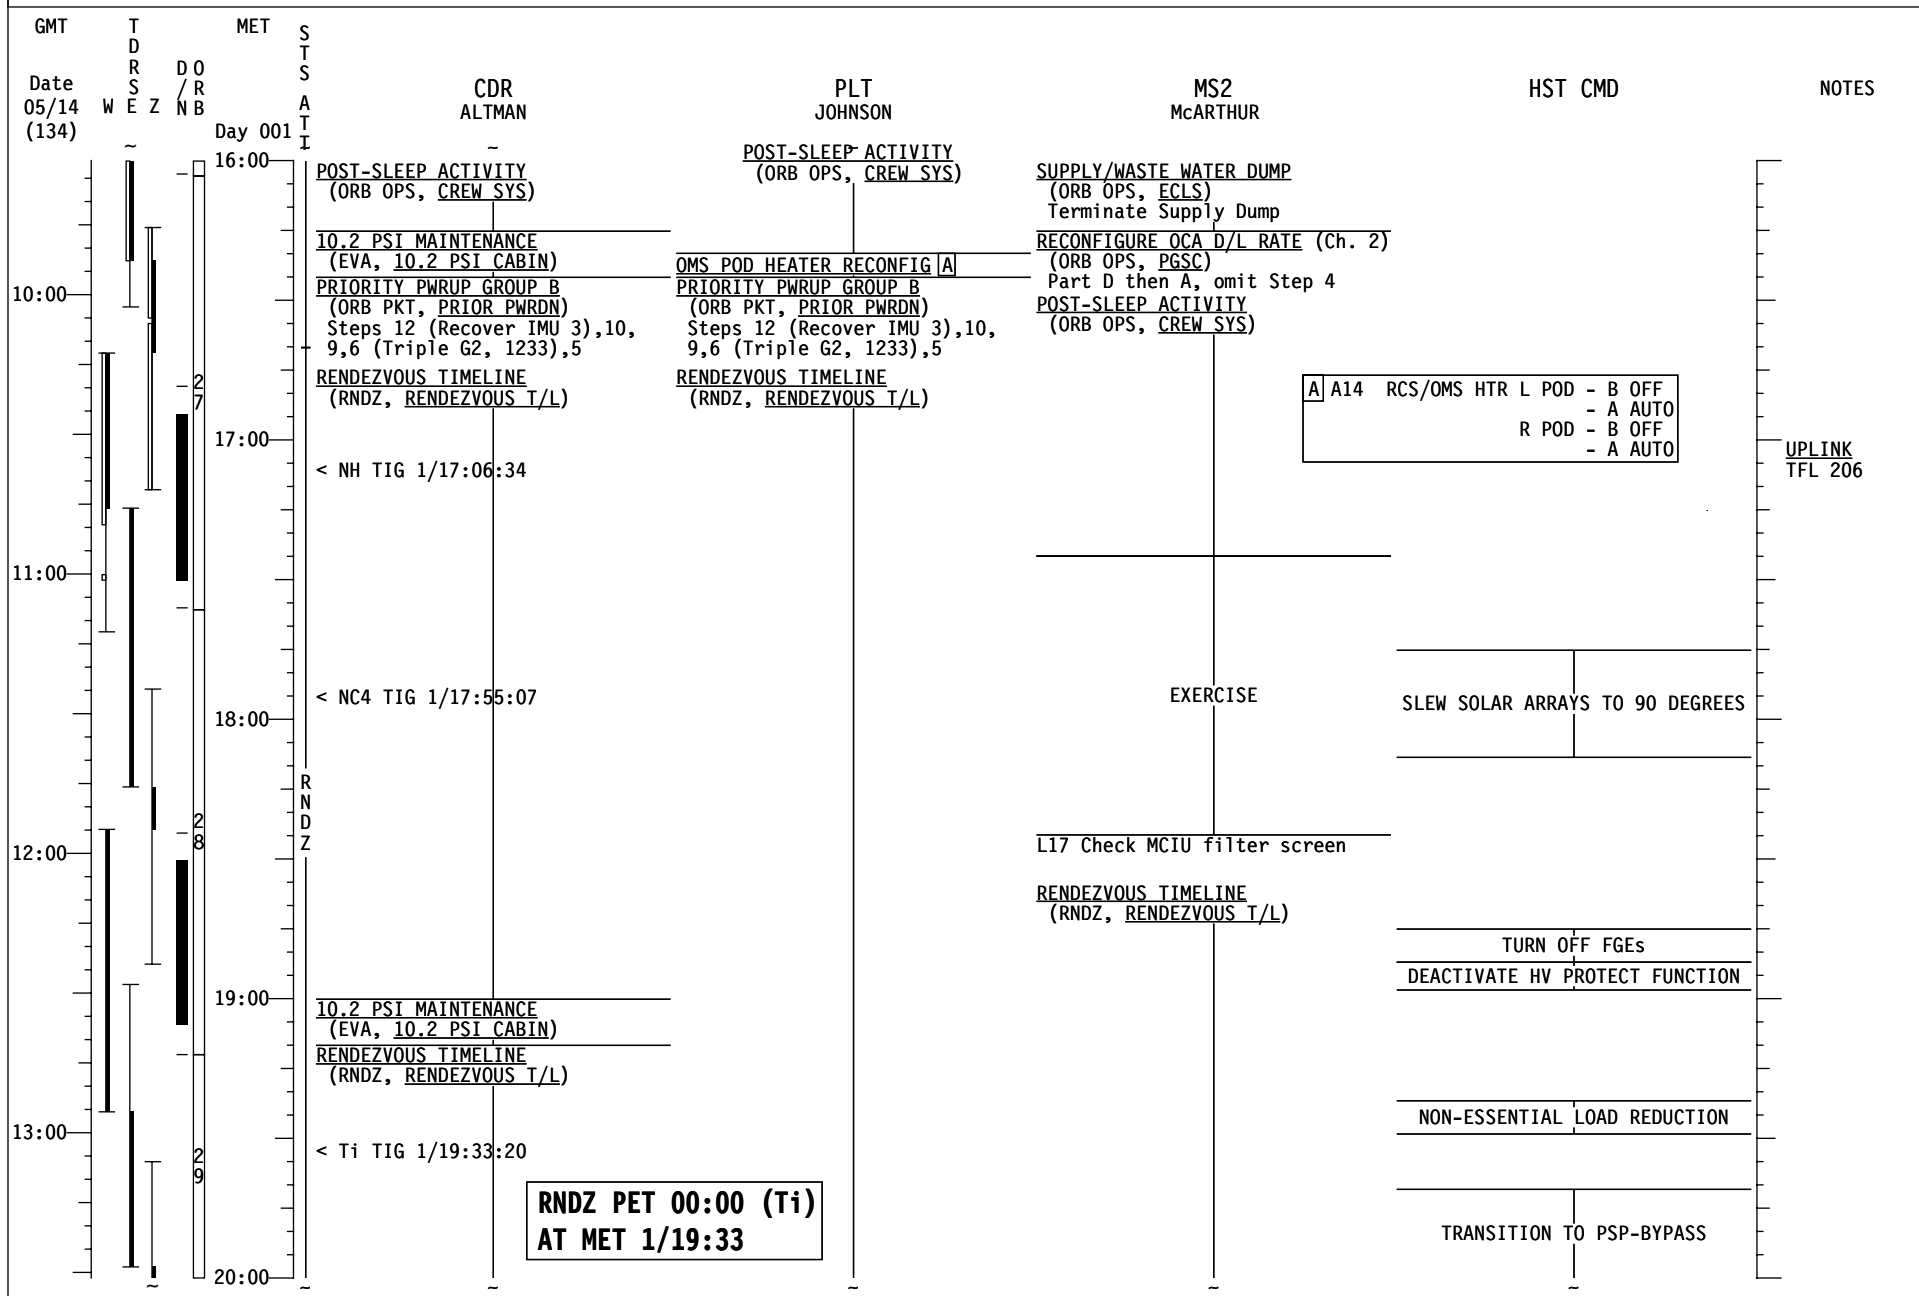 GMT
TDRS
MET
STS ATT
Date
05/14
(134)
W E Z
D/N
ORB
Day 001
CDR
ALTMAN
PLT
JOHNSON
MS2
McARTHUR
HST CMD
NOTES
~
~
~
~
10:00
11:00
12:00
13:00
27
28
29
16:00
17:00
18:00
19:00
20:00
RNDZ
POST-SLEEP ACTIVITY
(ORB OPS, CREW SYS)
10.2 PSI MAINTENANCE
(EVA, 10.2 PSI CABIN)
PRIORITY PWRUP GROUP B
(ORB PKT, PRIOR PWRDN)
Steps 12 (Recover IMU 3),10,
9,6 (Triple G2, 1233),5
RENDEZVOUS TIMELINE
(RNDZ, RENDEZVOUS T/L)
< NH TIG 1/17:06:34
< NC4 TIG 1/17:55:07
10.2 PSI MAINTENANCE
(EVA, 10.2 PSI CABIN)
RENDEZVOUS TIMELINE
(RNDZ, RENDEZVOUS T/L)
< Ti TIG 1/19:33:20
RNDZ PET 00:00 (Ti)
AT MET 1/19:33
POST-SLEEP ACTIVITY
(ORB OPS, CREW SYS)
OMS POD HEATER RECONFIG A
PRIORITY PWRUP GROUP B
(ORB PKT, PRIOR PWRDN)
Steps 12 (Recover IMU 3),10,
9,6 (Triple G2, 1233),5
RENDEZVOUS TIMELINE
(RNDZ, RENDEZVOUS T/L)
SUPPLY/WASTE WATER DUMP
(ORB OPS, ECLS)
Terminate Supply Dump
RECONFIGURE OCA D/L RATE (Ch. 2)
(ORB OPS, PGSC)
Part D then A, omit Step 4
POST-SLEEP ACTIVITY
(ORB OPS, CREW SYS)
EXERCISE
L17 Check MCIU filter screen
RENDEZVOUS TIMELINE
(RNDZ, RENDEZVOUS T/L)
A A14 RCS/OMS HTR L POD - B OFF
- A AUTO
R POD - B OFF
- A AUTO
SLEW SOLAR ARRAYS TO 90 DEGREES
TURN OFF FGEs
DEACTIVATE HV PROTECT FUNCTION
NON-ESSENTIAL LOAD REDUCTION
TRANSITION TO PSP-BYPASS
UPLINK
TFL 206
~ ~ ~ ~ ~ ~